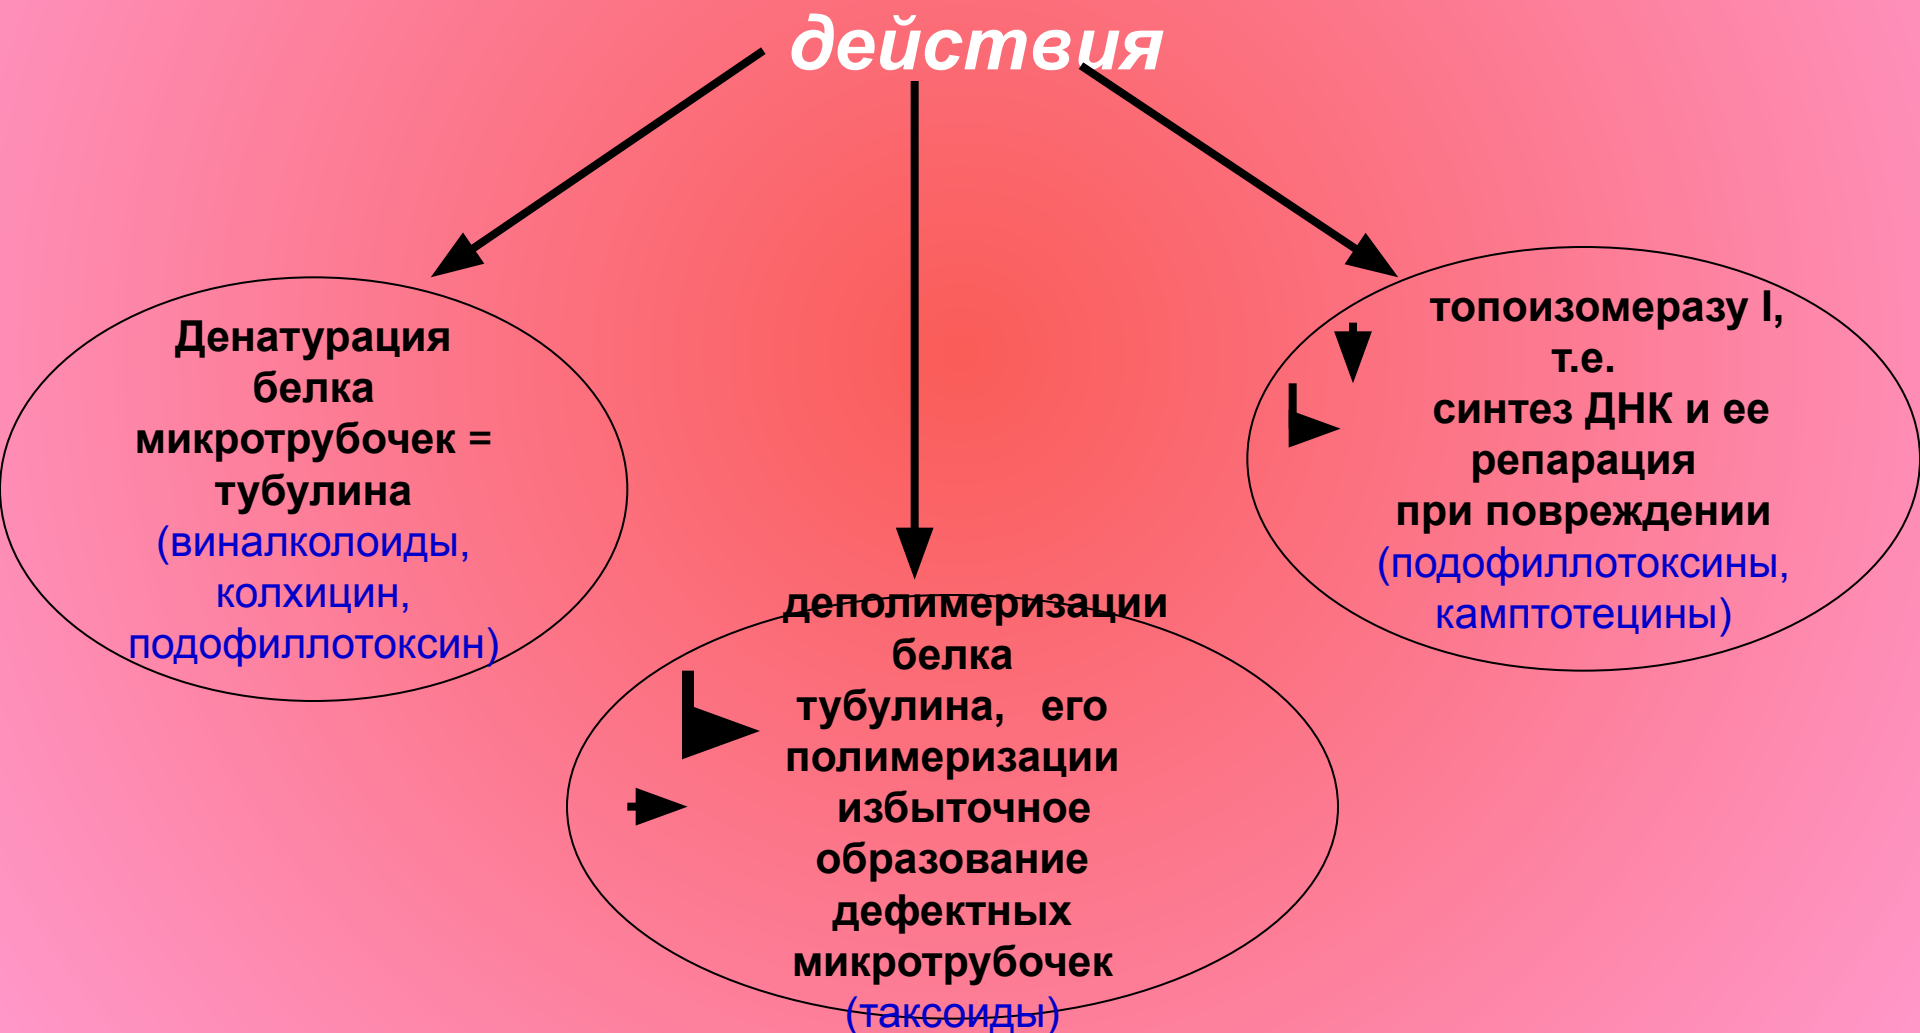 действия
Денатурация
белка
микротрубочек =
тубулина
(виналколоиды,
колхицин,
подофиллотоксин)
деполимеризации
белка
тубулина, его
полимеризации
избыточное
образование
дефектных
микротрубочек
(таксоиды)
топоизомеразу I,
т.е.
синтез ДНК и ее
репарация
при повреждении
(подофиллотоксины,
камптотецины)